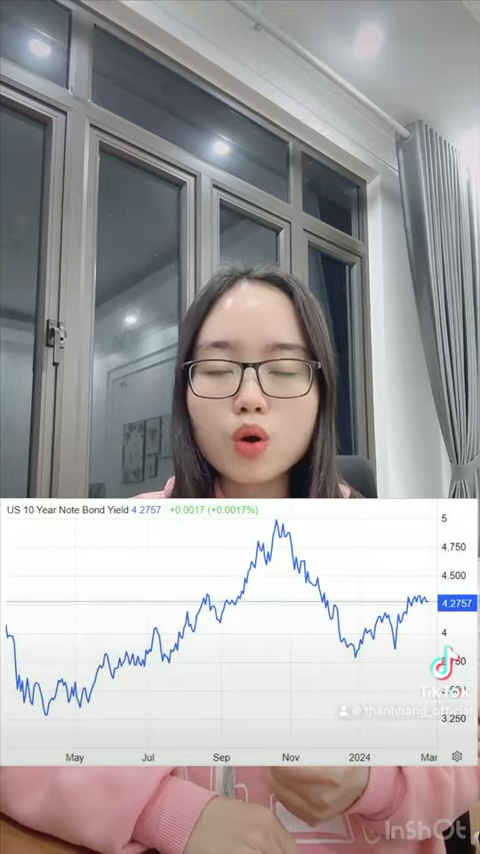 US 10 Year Note Bond Yield 4.2757 +0.0017 (+0.0017%)
5
4.750
4.500
4.2757
4
3.250
May Jul Sep Nov 2024 Mar
TikTok
@thanhhang_official
InShOt